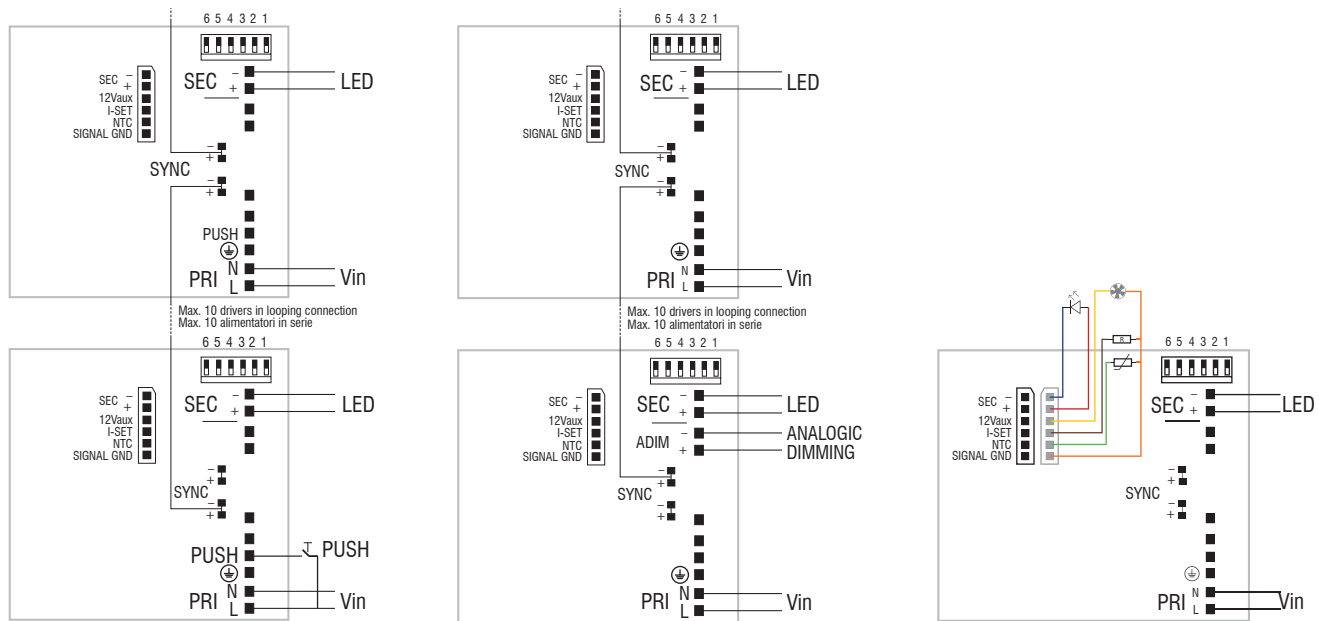 6 5 4 3 2 1
SEC
-
+
12Vaux
I-SET
NTC
SIGNAL GND
SEC - LED
+
-
+
SYNC
-
+
PUSH
N
PRI Vin
L
Max. 10 drivers in looping connection
Max. 10 alimentatori in serie
6 5 4 3 2 1
SEC
-
+
12Vaux
I-SET
NTC
SIGNAL GND
SEC - LED
+
-
+
SYNC
-
+
PUSH PUSH
N
PRI Vin
L
6 5 4 3 2 1
SEC
-
+
12Vaux
I-SET
NTC
SIGNAL GND
SEC - LED
+
-
+
SYNC
-
+
N
PRI Vin
L
Max. 10 drivers in looping connection
Max. 10 alimentatori in serie
6 5 4 3 2 1
SEC
-
+
12Vaux
I-SET
NTC
SIGNAL GND
SEC - LED
+
ADIM - ANALOGIC
+ DIMMING
-
+
SYNC
-
+
N
PRI Vin
L
R
6 5 4 3 2 1
SEC
-
+
12Vaux
I-SET
NTC
SIGNAL GND
SEC - LED
+
-
+
SYNC
-
+
N
PRI Vin
L